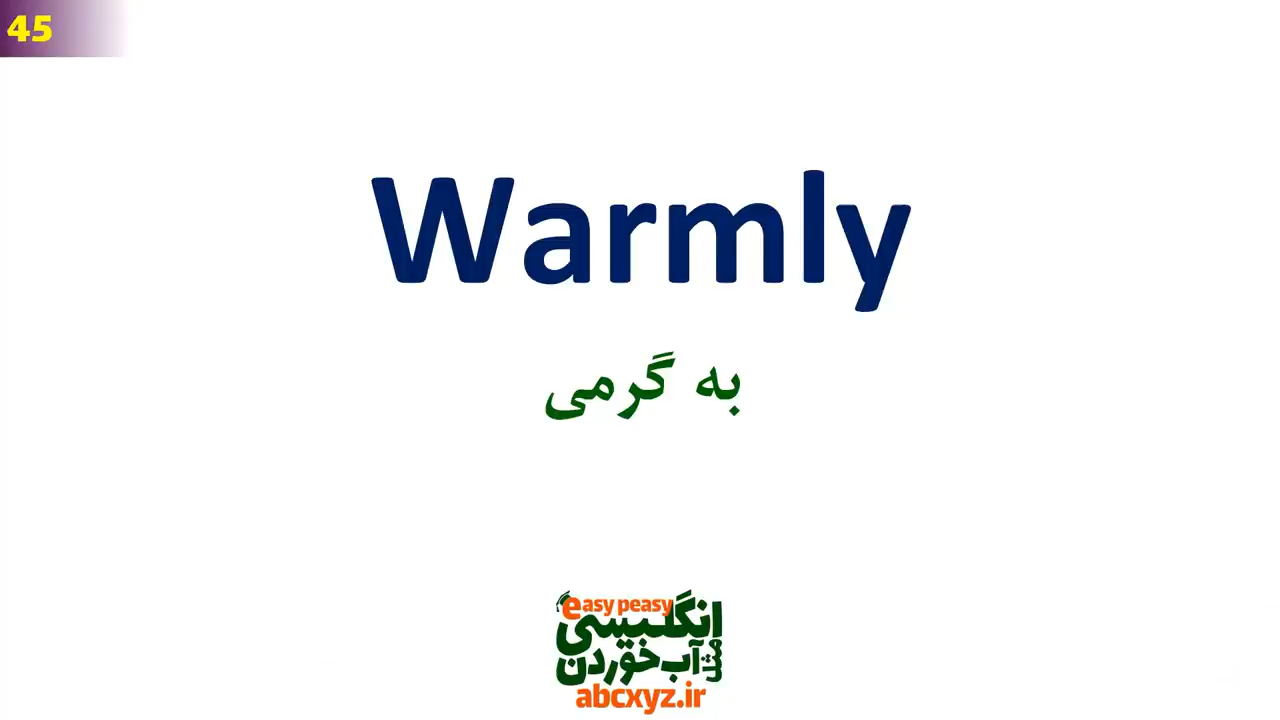 45
Warmly
به گرمی
easy peasy
انگلیسی
مثل آب خوردن
abcxyz.ir